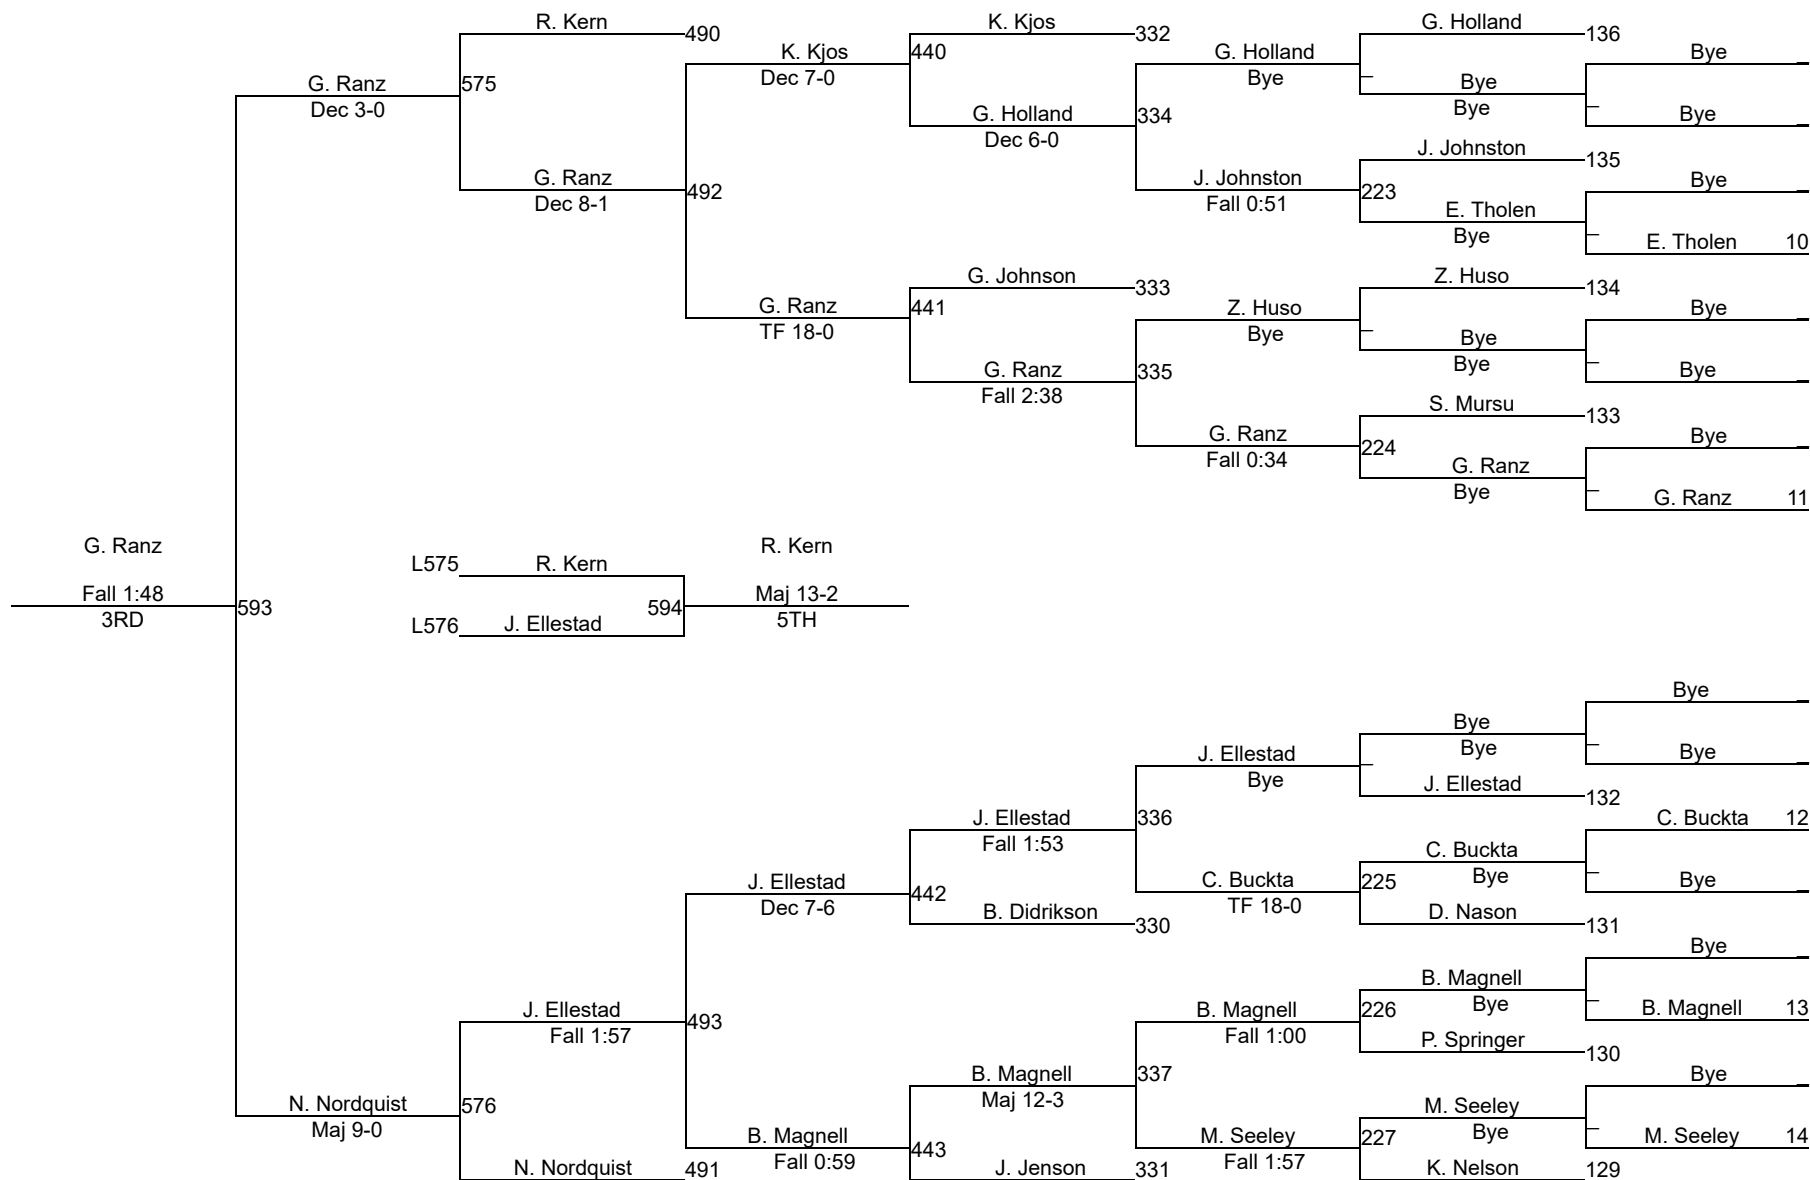 R. Kern
490
K. Kjos
332
G. Holland
136
G. Ranz
575
K. Kjos
440
G. Holland
Bye
Dec 3-0
Dec 7-0
Bye
Bye
Bye
G. Holland
334
Bye
Dec 6-0
J. Johnston
135
G. Ranz
492
J. Johnston
223
Bye
Dec 8-1
Fall 0:51
E. Tholen
Bye
E. Tholen 10
G. Johnson
333
Z. Huso
134
G. Ranz
441
Z. Huso
Bye
TF 18-0
Bye
Bye
Bye
G. Ranz
335
Bye
Fall 2:38
S. Mursu
133
G. Ranz
224
Bye
Fall 0:34
G. Ranz
Bye
G. Ranz 11
G. Ranz
R. Kern
L575
R. Kern
Fall 1:48
593
594
Maj 13-2
3RD
L576
J. Ellestad
5TH
Bye
Bye
Bye
Bye
J. Ellestad
Bye
J. Ellestad
132
J. Ellestad
336
C. Buckta 12
Fall 1:53
C. Buckta
Bye
J. Ellestad
442
C. Buckta
225
Bye
Dec 7-6
TF 18-0
B. Didrikson
330
D. Nason
131
Bye
B. Magnell
Bye
J. Ellestad
493
B. Magnell
226
B. Magnell 13
Fall 1:57
Fall 1:00
P. Springer
130
B. Magnell
337
Bye
Maj 12-3
N. Nordquist
576
M. Seeley
Bye
Maj 9-0
B. Magnell
443
M. Seeley
227
M. Seeley 14
Fall 0:59
Fall 1:57
N. Nordquist
491
J. Jenson
331
K. Nelson
129